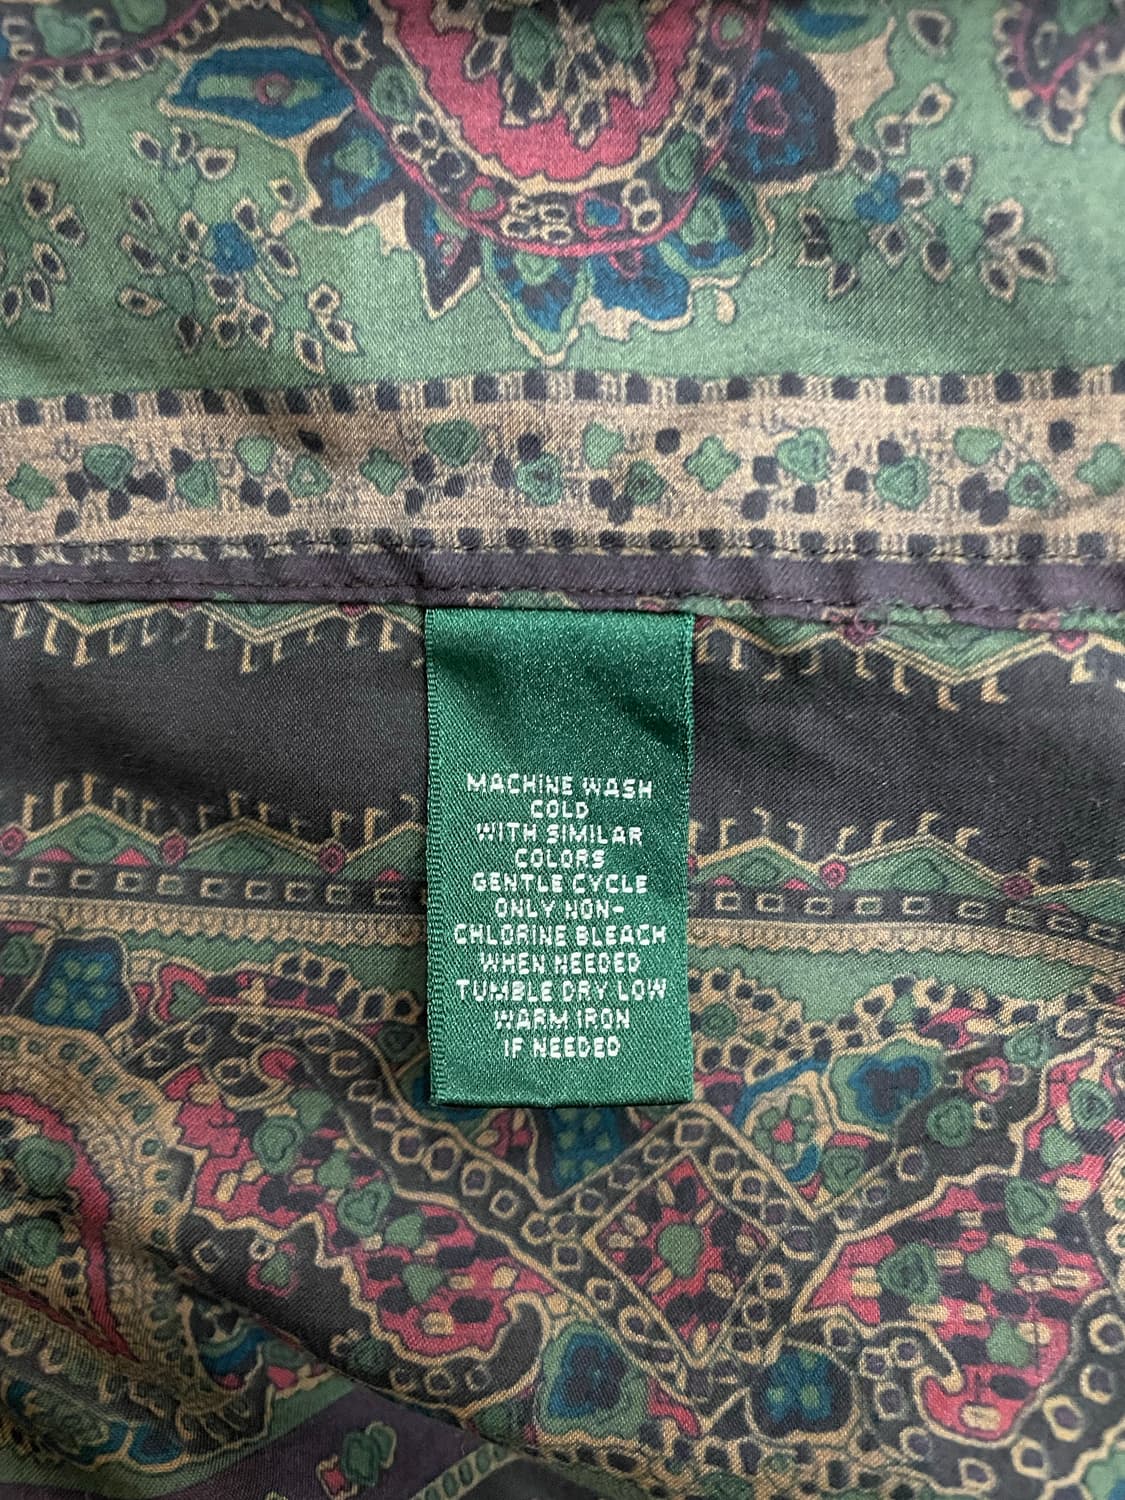 MACHINE WASH
COLD
WITH SIMILAR
COLORS
GENTLE CYCLE
ONLY NON-
CHLORINE BLEACH
WHEN NEEDED
TUMBLE DRY LOW
WARM IRON
IF NEEDED